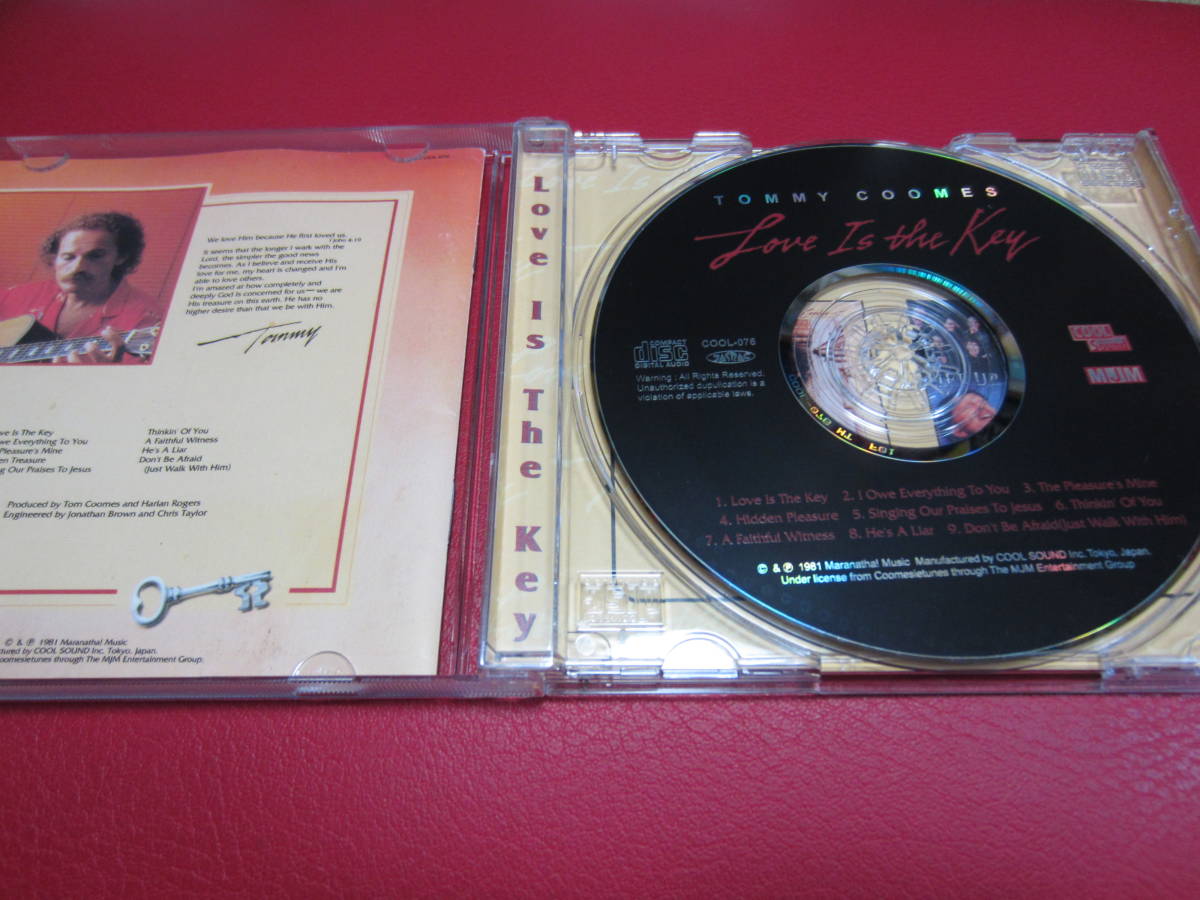 We love Him because He first loved us.
I John 4:19
It seems that the longer I work with the
Lord, the simpler the good news
becomes. As I believe and receive His
love for me, my heart is changed and I'm
able to love others.
I'm amazed at how completely and
deeply God is concerned for us—we are
His treasure on this earth. He has no
higher desire than that we be with Him.
Tommy
ve Is The Key
we Everything To You
Pleasure's Mine
en Treasure
g Our Praises To Jesus
Thinkin' Of You
A Faithful Witness
He's A Liar
Don't Be Afraid
(Just Walk With Him)
Produced by Tom Coomes and Harlan Rogers
Engineered by Jonathan Brown and Chris Taylor
© & ℗ 1981 Maranatha! Music
tured by COOL SOUND Inc. Tokyo, Japan.
oomesietunes through The MJM Entertainment Group.
Love Is The Key
TOMMY COOMES
Love Is the Key
COMPACT
disc
DIGITAL AUDIO
COOL-076
JASRAC
Warning : All Rights Reserved.
Unauthorized dupulication is a
violation of applicable laws.
COOL
Sound
MJM
1. Love Is The Key 2. I Owe Everything To You 3. The Pleasure's Mine
4. Hidden Pleasure 5. Singing Our Praises To Jesus 6. Thinkin' Of You
7. A Faithful Witness 8. He's A Liar 9. Don't Be Afraid(Just Walk With Him)
© & ℗ 1981 Maranatha! Music Manufactured by COOL SOUND Inc. Tokyo, Japan.
Under license from Coomesietunes through The MJM Entertainment Group